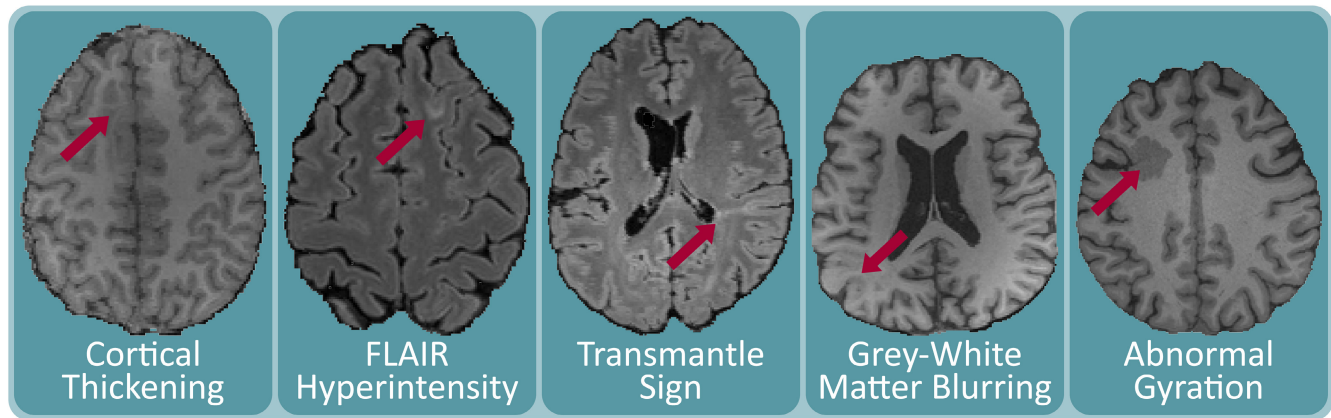 Cortical
Thickening
FLAIR
Hyperintensity
Transmantle
Sign
Grey-White
Matter Blurring
Abnormal
Gyration